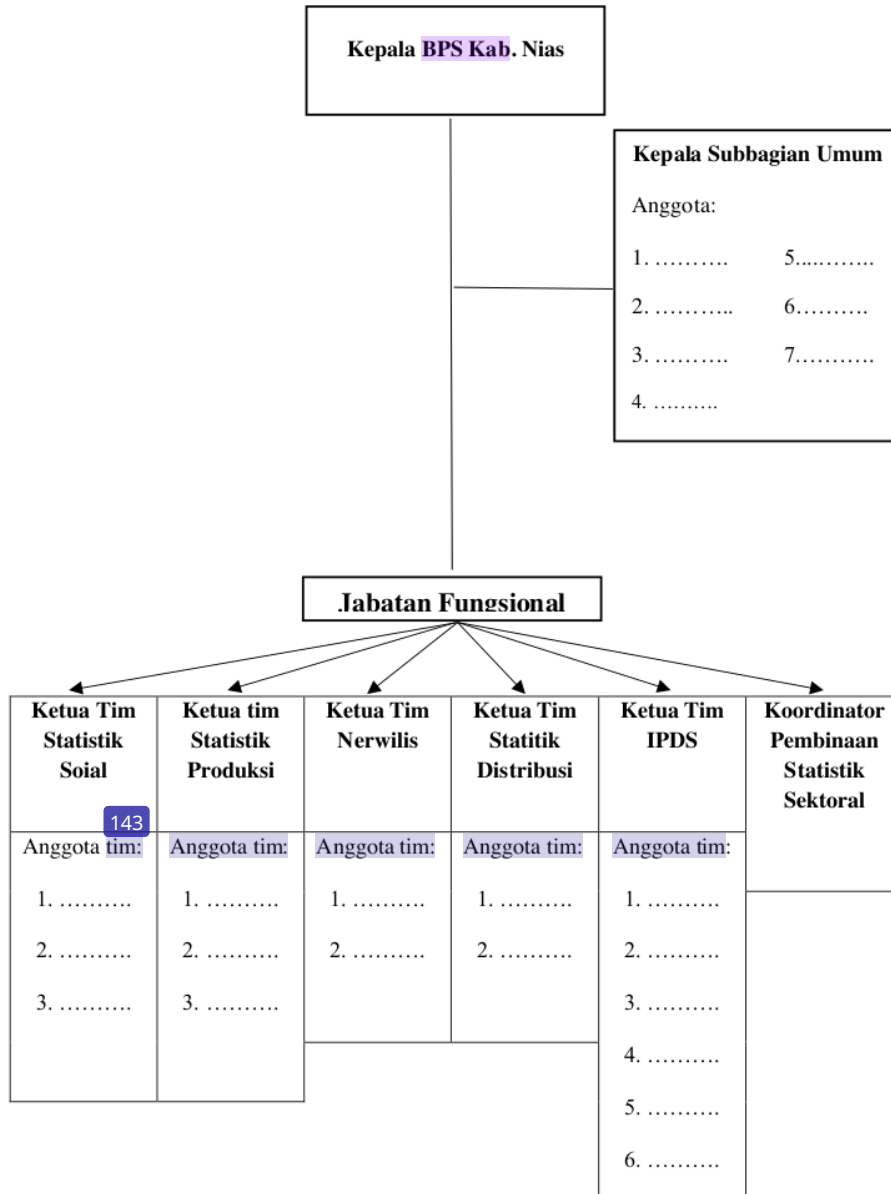 Kepala BPS Kab. Nias
Kepala Subbagian Umum
Anggota:
1. ………. 5....……..
2. ……….. 6……….
3. ………. 7………..
4. ……….
Jabatan Fungsional
Ketua Tim
Statistik
Soial
Ketua tim
Statistik
Produksi
Ketua Tim
Nerwilis
Ketua Tim
Statitik
Distribusi
Ketua Tim
IPDS
Koordinator
Pembinaan
Statistik
Sektoral
143
Anggota tim:
1. ……….
2. ……….
3. ……….
Anggota tim:
1. ……….
2. ……….
3. ……….
Anggota tim:
1. ……….
2. ……….
Anggota tim:
1. ……….
2. ……….
Anggota tim:
1. ……….
2. ……….
3. ……….
4. ……….
5. ……….
6. ……….